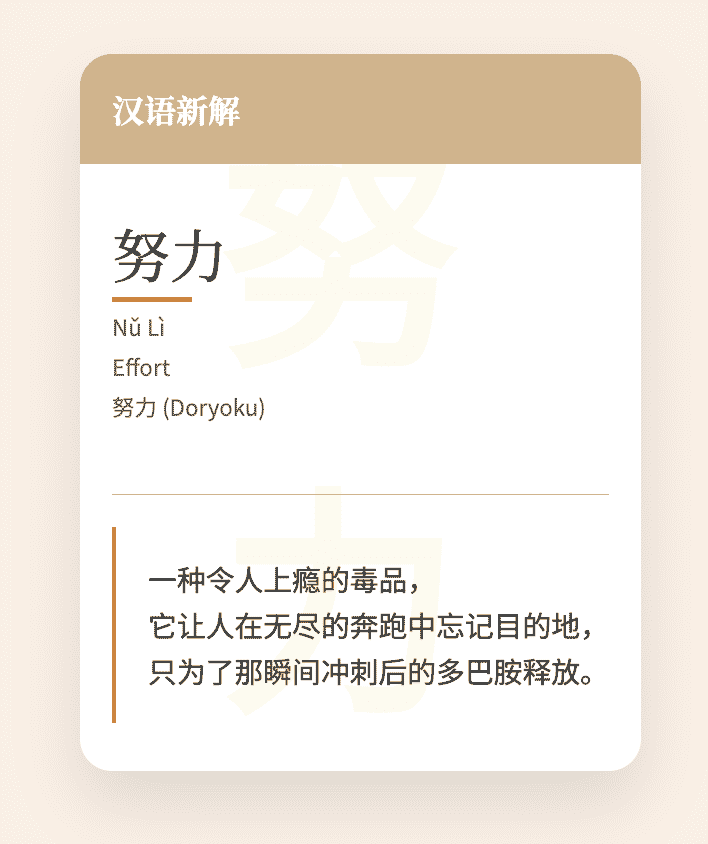 汉语新解
努力
Nǔ Lì
Effort
努力 (Doryoku)
一种令人上瘾的毒品，
它让人在无尽的奔跑中忘记目的地，
只为了那瞬间冲刺后的多巴胺释放。
努
力